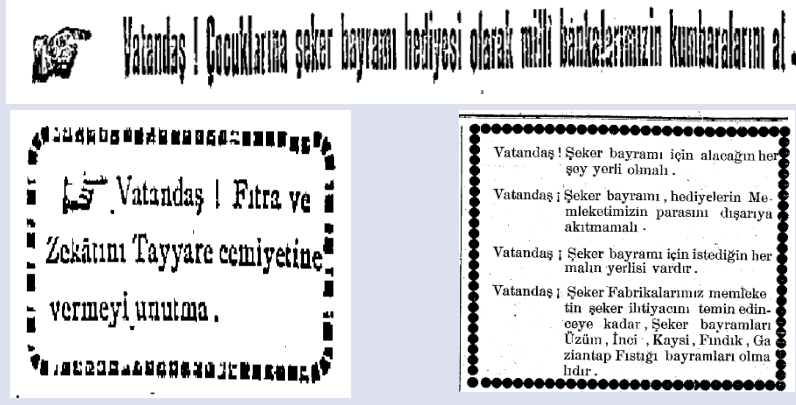 Vatandaş ! Çocuklarına şeker bayramı hediyesi olarak millî bankalarımızın kumbaralarını al.
Vatandaş ! Fıtra ve
Zekâtını Tayyare cemiyetine
vermeyi unutma .
Vatandaş ! Şeker bayramı için alacağın her
şey yerli olmalı .
Vatandaş ¡ Şeker bayramı , hediyelerin Me-
mleketimizin parasını dışarıya
akıtmamalı .
Vatandaş ¡ Şeker bayramı için istediğin her
malın yerlisi vardır .
Vatandaş ¡ Şeker Fabrikalarımız memleke
tin şeker ihtiyacını temin edin-
ceye kadar , Şeker bayramları
Üzüm , İnci , Kaysi , Fındık , Ga
ziantap Fıstığı bayramları olma
lıdır .